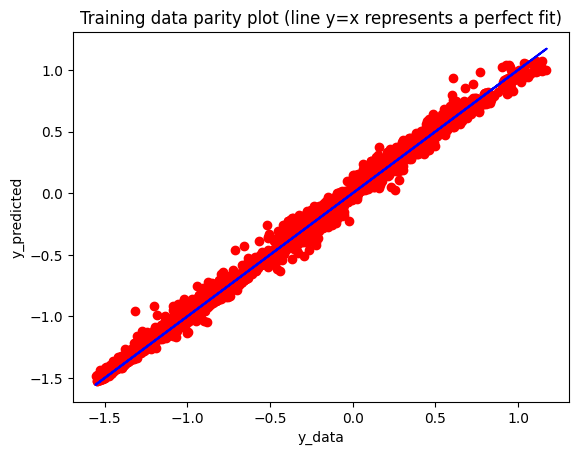 Training data parity plot (line y=x represents a perfect fit)
1.0
0.5
0.0
−0.5
−1.0
−1.5
y_predicted
−1.5 −1.0 −0.5 0.0 0.5 1.0
y_data